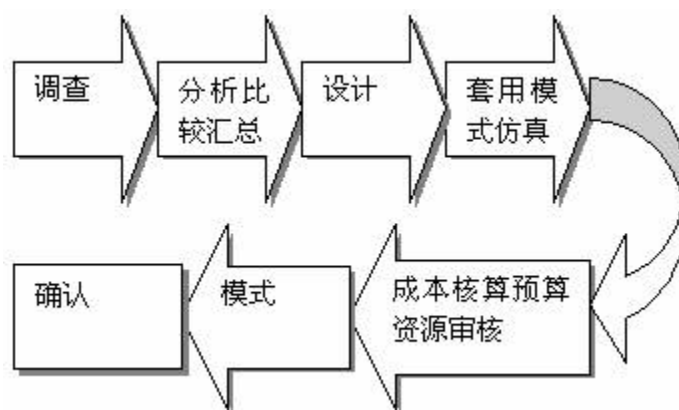 调查
分析比
较汇总
设计
套用模
式仿真
成本核算预算
资源审核
模式
确认